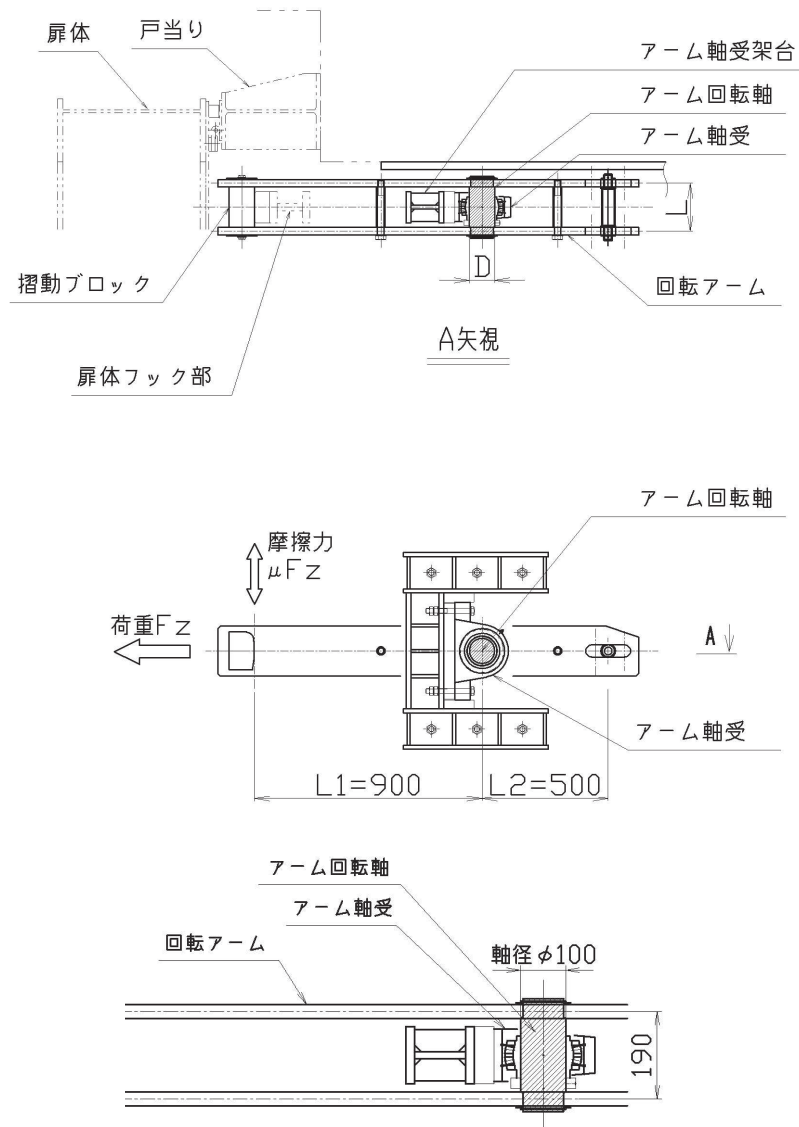 扉体
戸当り
アーム軸受架台
アーム回転軸
アーム軸受
L
D
摺動ブロック
回転アーム
A矢視
扉体フック部
アーム回転軸
摩擦力
μFz
荷重Fz
A
アーム軸受
L1=900
L2=500
アーム回転軸
アーム軸受
回転アーム
軸径φ100
190